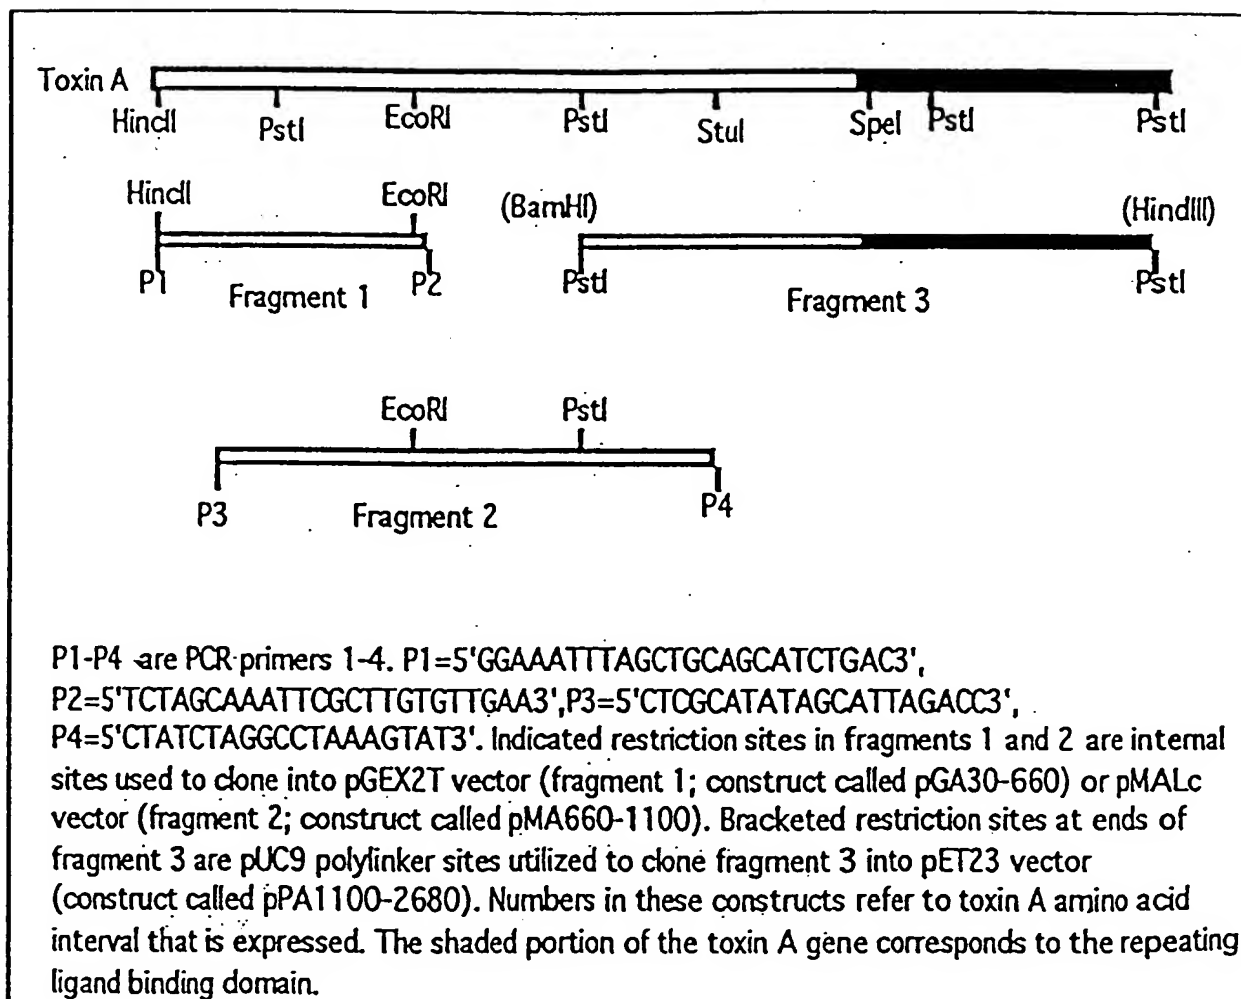 Toxin A
HincII PstI EcoRI PstI StuI SpeI PstI PstI
HincII EcoRI (BamHI) (HindIII)
P1 Fragment 1 P2 PstI Fragment 3 PstI
EcoRI PstI
P3 Fragment 2 P4
P1-P4 are PCR primers 1-4. P1=5'GGAAATTTAGCTGCAGCATCTGAC3',
P2=5'TCTAGCAAATTCGCTTGTGTTGAA3',P3=5'CTCGCATATAGCATTAGACC3',
P4=5'CTATCTAGGCCTAAAGTAT3'. Indicated restriction sites in fragments 1 and 2 are internal
sites used to clone into pGEX2T vector (fragment 1; construct called pGA30-660) or pMALc
vector (fragment 2; construct called pMA660-1100). Bracketed restriction sites at ends of
fragment 3 are pUC9 polylinker sites utilized to clone fragment 3 into pET23 vector
(construct called pPA1100-2680). Numbers in these constructs refer to toxin A amino acid
interval that is expressed. The shaded portion of the toxin A gene corresponds to the repeating
ligand binding domain.